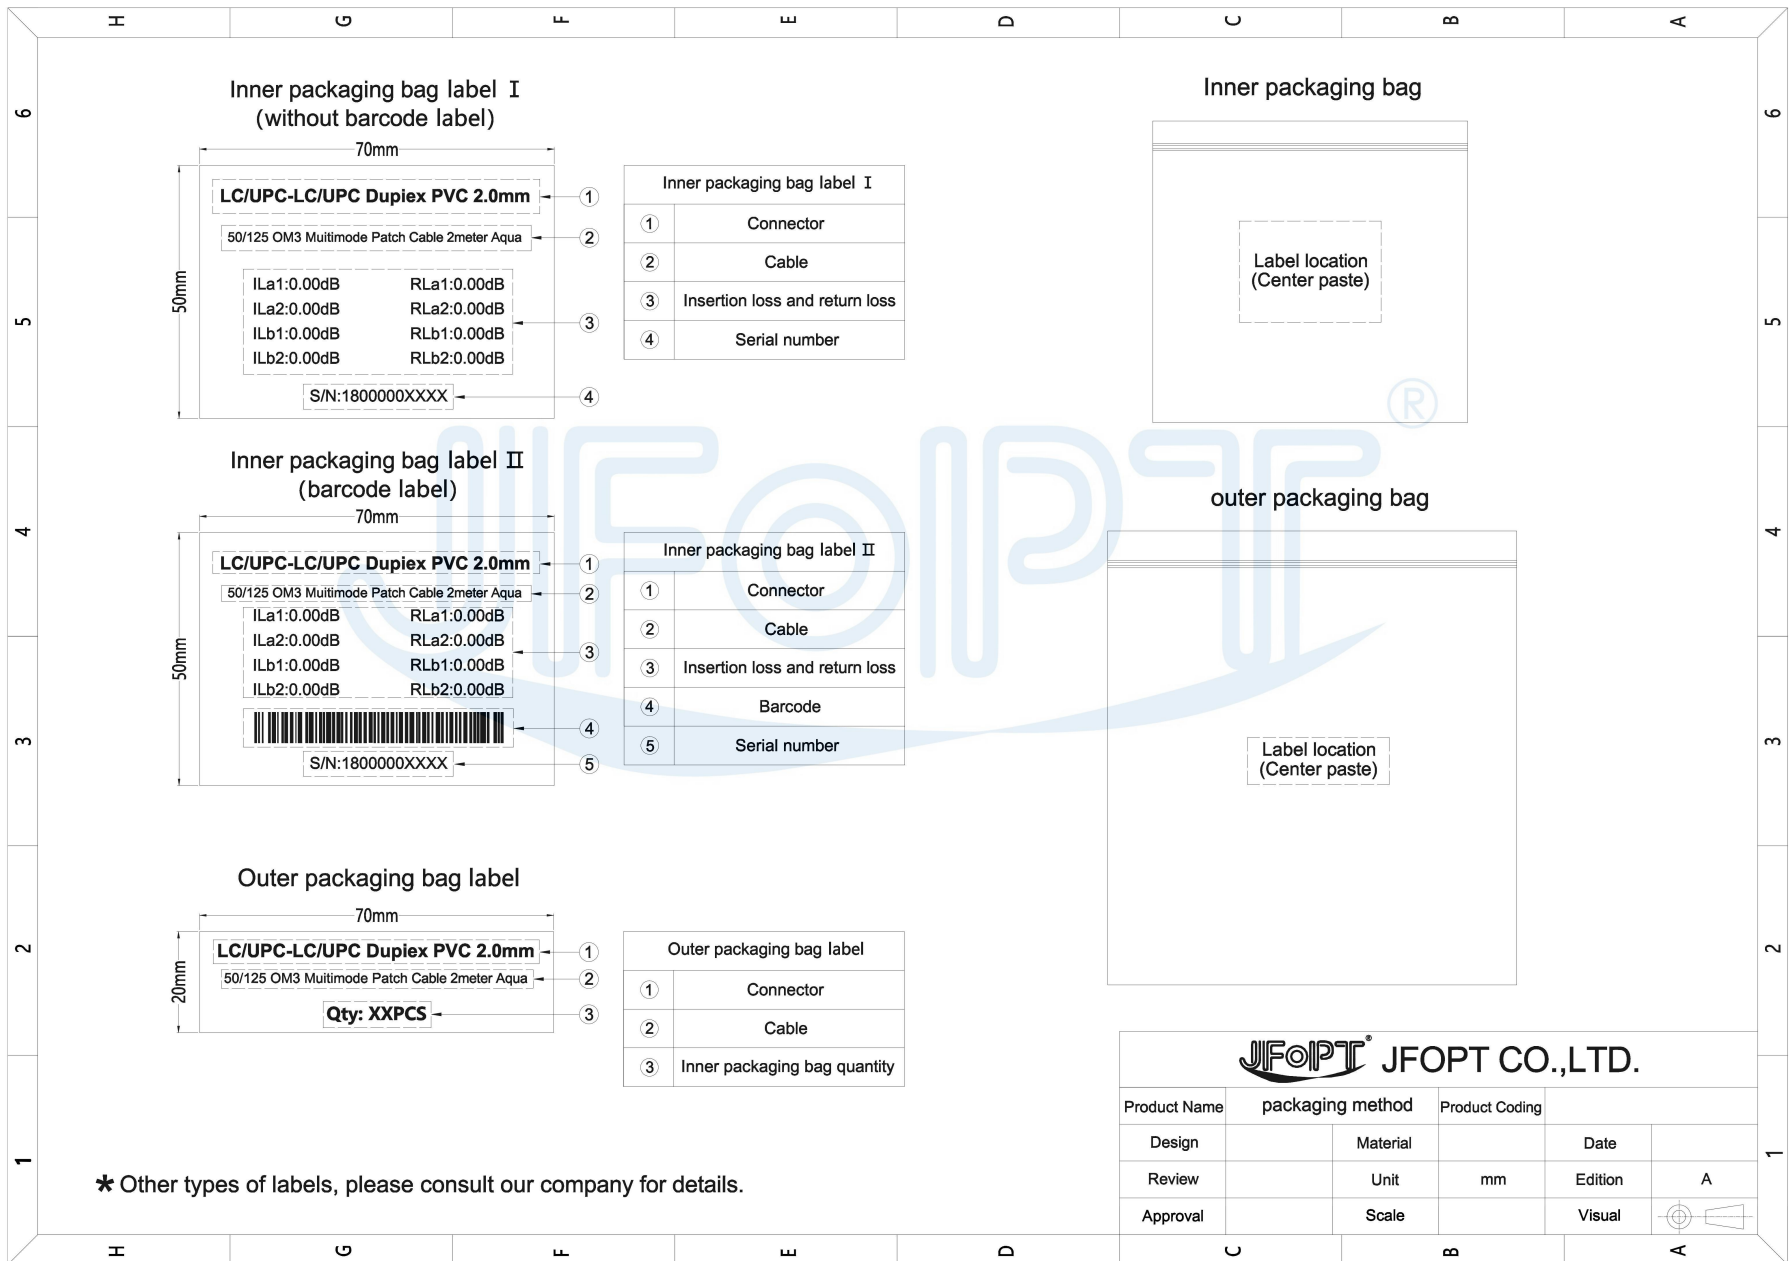 H G F E D C B A
6 6
5 5
4 4
3 3
2 2
1 1
Inner packaging bag label Ⅰ
(without barcode label)
70mm
50mm
LC/UPC-LC/UPC Dupiex PVC 2.0mm
①
50/125 OM3 Muitimode Patch Cable 2meter Aqua
②
ILa1:0.00dB RLa1:0.00dB
ILa2:0.00dB RLa2:0.00dB
ILb1:0.00dB RLb1:0.00dB
ILb2:0.00dB RLb2:0.00dB
③
S/N:1800000XXXX
④
Inner packaging bag label Ⅰ
① Connector
② Cable
③ Insertion loss and return loss
④ Serial number
Inner packaging bag
Label location
(Center paste)
Inner packaging bag label Ⅱ
(barcode label)
70mm
50mm
LC/UPC-LC/UPC Dupiex PVC 2.0mm
①
50/125 OM3 Muitimode Patch Cable 2meter Aqua
②
ILa1:0.00dB RLa1:0.00dB
ILa2:0.00dB RLa2:0.00dB
ILb1:0.00dB RLb1:0.00dB
ILb2:0.00dB RLb2:0.00dB
③
④
S/N:1800000XXXX
⑤
Inner packaging bag label Ⅱ
① Connector
② Cable
③ Insertion loss and return loss
④ Barcode
⑤ Serial number
outer packaging bag
Label location
(Center paste)
JFOPT®
Outer packaging bag label
70mm
20mm
LC/UPC-LC/UPC Dupiex PVC 2.0mm
①
50/125 OM3 Muitimode Patch Cable 2meter Aqua
②
Qty: XXPCS
③
Outer packaging bag label
① Connector
② Cable
③ Inner packaging bag quantity
* Other types of labels, please consult our company for details.
JFOPT® JFOPT CO.,LTD.
Product Name packaging method Product Coding
Design Material Date
Review Unit mm Edition A
Approval Scale Visual
H G F E D C B A